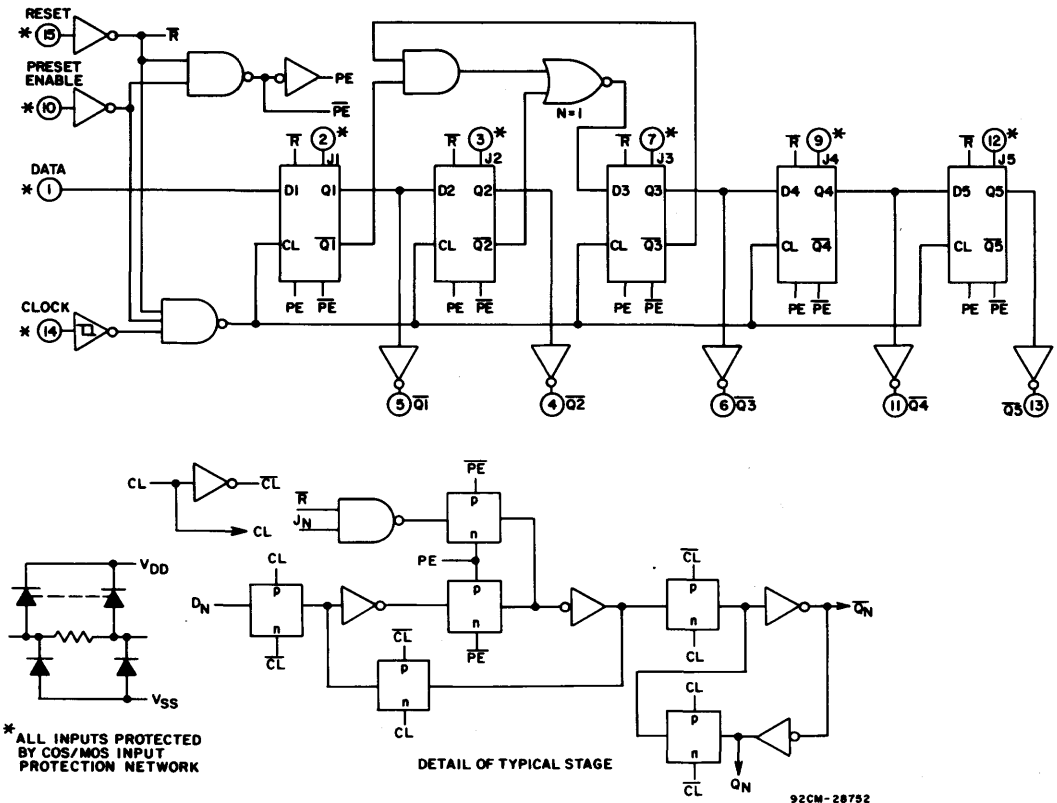 RESET
* 15
R̅
PRESET
ENABLE
* 10
PE
P̅E̅
N=1
DATA
* 1
R̅ 2 *
J1
D1 Q1
CL Q̅1̅
PE P̅E̅
R̅ 3 *
J2
D2 Q2
CL Q̅2̅
PE P̅E̅
R̅ 7 *
J3
D3 Q3
CL Q̅3̅
PE P̅E̅
R̅ 9 *
J4
D4 Q4
CL Q̅4̅
PE P̅E̅
R̅ 12 *
J5
D5 Q5
CL Q̅5̅
PE P̅E̅
CLOCK
* 14
5 Q̅1̅
4 Q̅2̅
6 Q̅3̅
11 Q̅4̅
Q̅5̅ 13
CL C̅L̅
CL
R̅
JN
P̅E̅
p
n
PE
CL
DN
p
n
C̅L̅
p
n
P̅E̅
C̅L̅
p
n
CL
C̅L̅
p
n
CL
Q̅N̅
CL
p
n
C̅L̅
QN
VDD
VSS
* ALL INPUTS PROTECTED
BY COS/MOS INPUT
PROTECTION NETWORK
DETAIL OF TYPICAL STAGE
92CM-28752